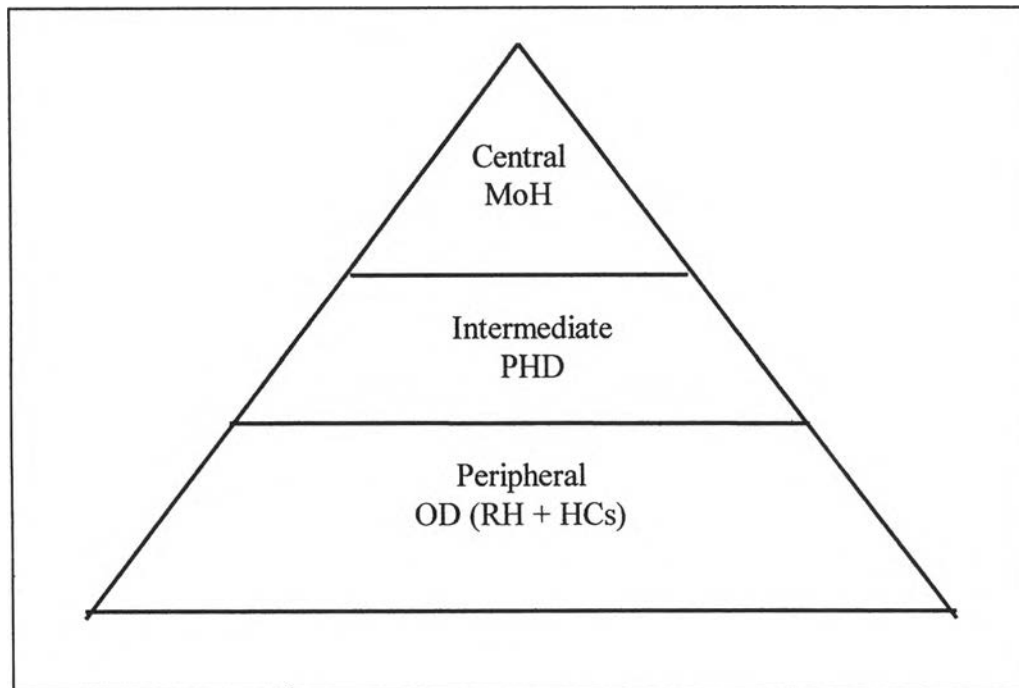 Central
MoH
Intermediate
PHD
Peripheral
OD (RH + HCs)